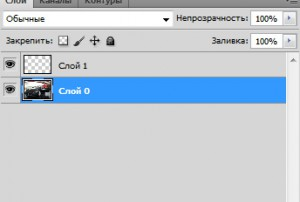 Слои Каналы Контуры
Обычные Непрозрачность: 100%
Закрепить: Заливка: 100%
Слой 1
Слой 0